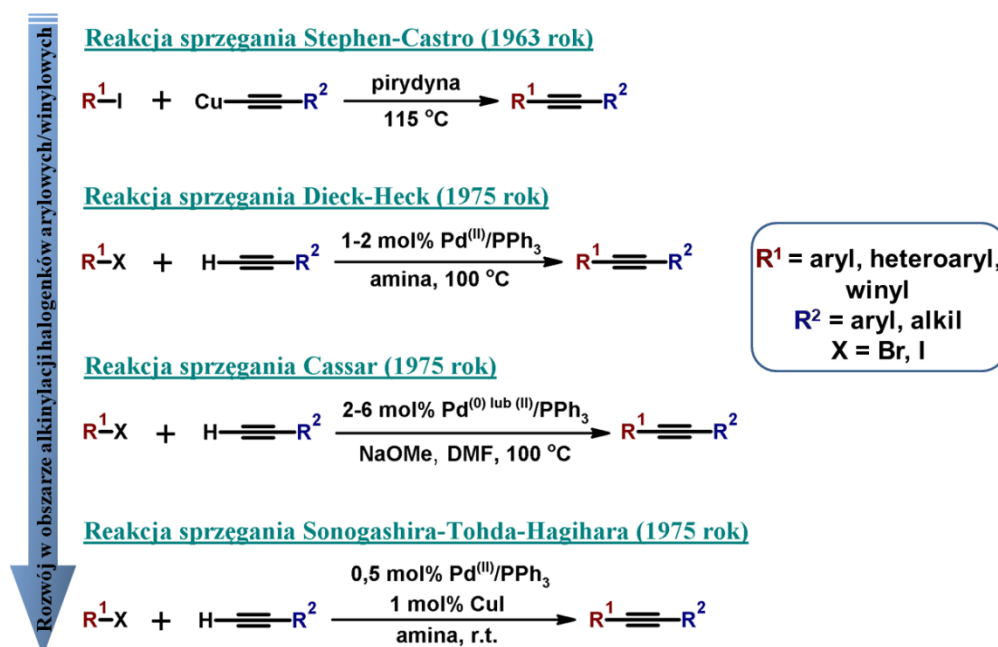 Rozwój w obszarze alkinylacji halogenków arylowych/winylowych
Reakcja sprzęgania Stephen-Castro (1963 rok)
R¹–I + Cu–≡–R² pirydyna R¹–≡–R²
115 °C
Reakcja sprzęgania Dieck-Heck (1975 rok)
R¹–X + H–≡–R² 1-2 mol% Pd(II)/PPh₃ R¹–≡–R²
amina, 100 °C
Reakcja sprzęgania Cassar (1975 rok)
R¹–X + H–≡–R² 2-6 mol% Pd(0) lub (II)/PPh₃ R¹–≡–R²
NaOMe, DMF, 100 °C
Reakcja sprzęgania Sonogashira-Tohda-Hagihara (1975 rok)
0,5 mol% Pd(II)/PPh₃
R¹–X + H–≡–R² 1 mol% CuI R¹–≡–R²
amina, r.t.
R¹ = aryl, heteroaryl,
winyl
R² = aryl, alkil
X = Br, I